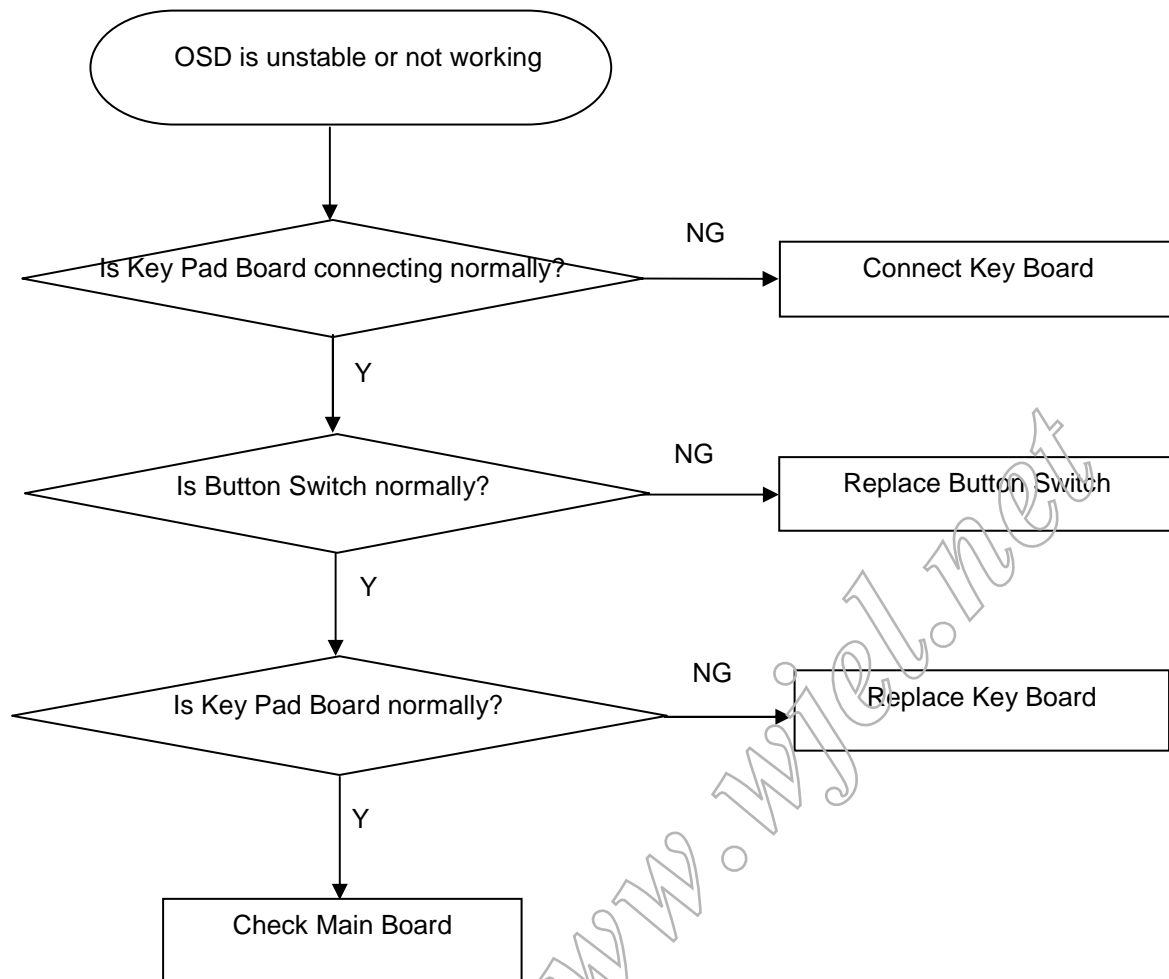 OSD is unstable or not working
Is Key Pad Board connecting normally?
NG
Connect Key Board
Y
Is Button Switch normally?
NG
Replace Button Switch
Y
Is Key Pad Board normally?
NG
Replace Key Board
Y
Check Main Board
www.wjel.net